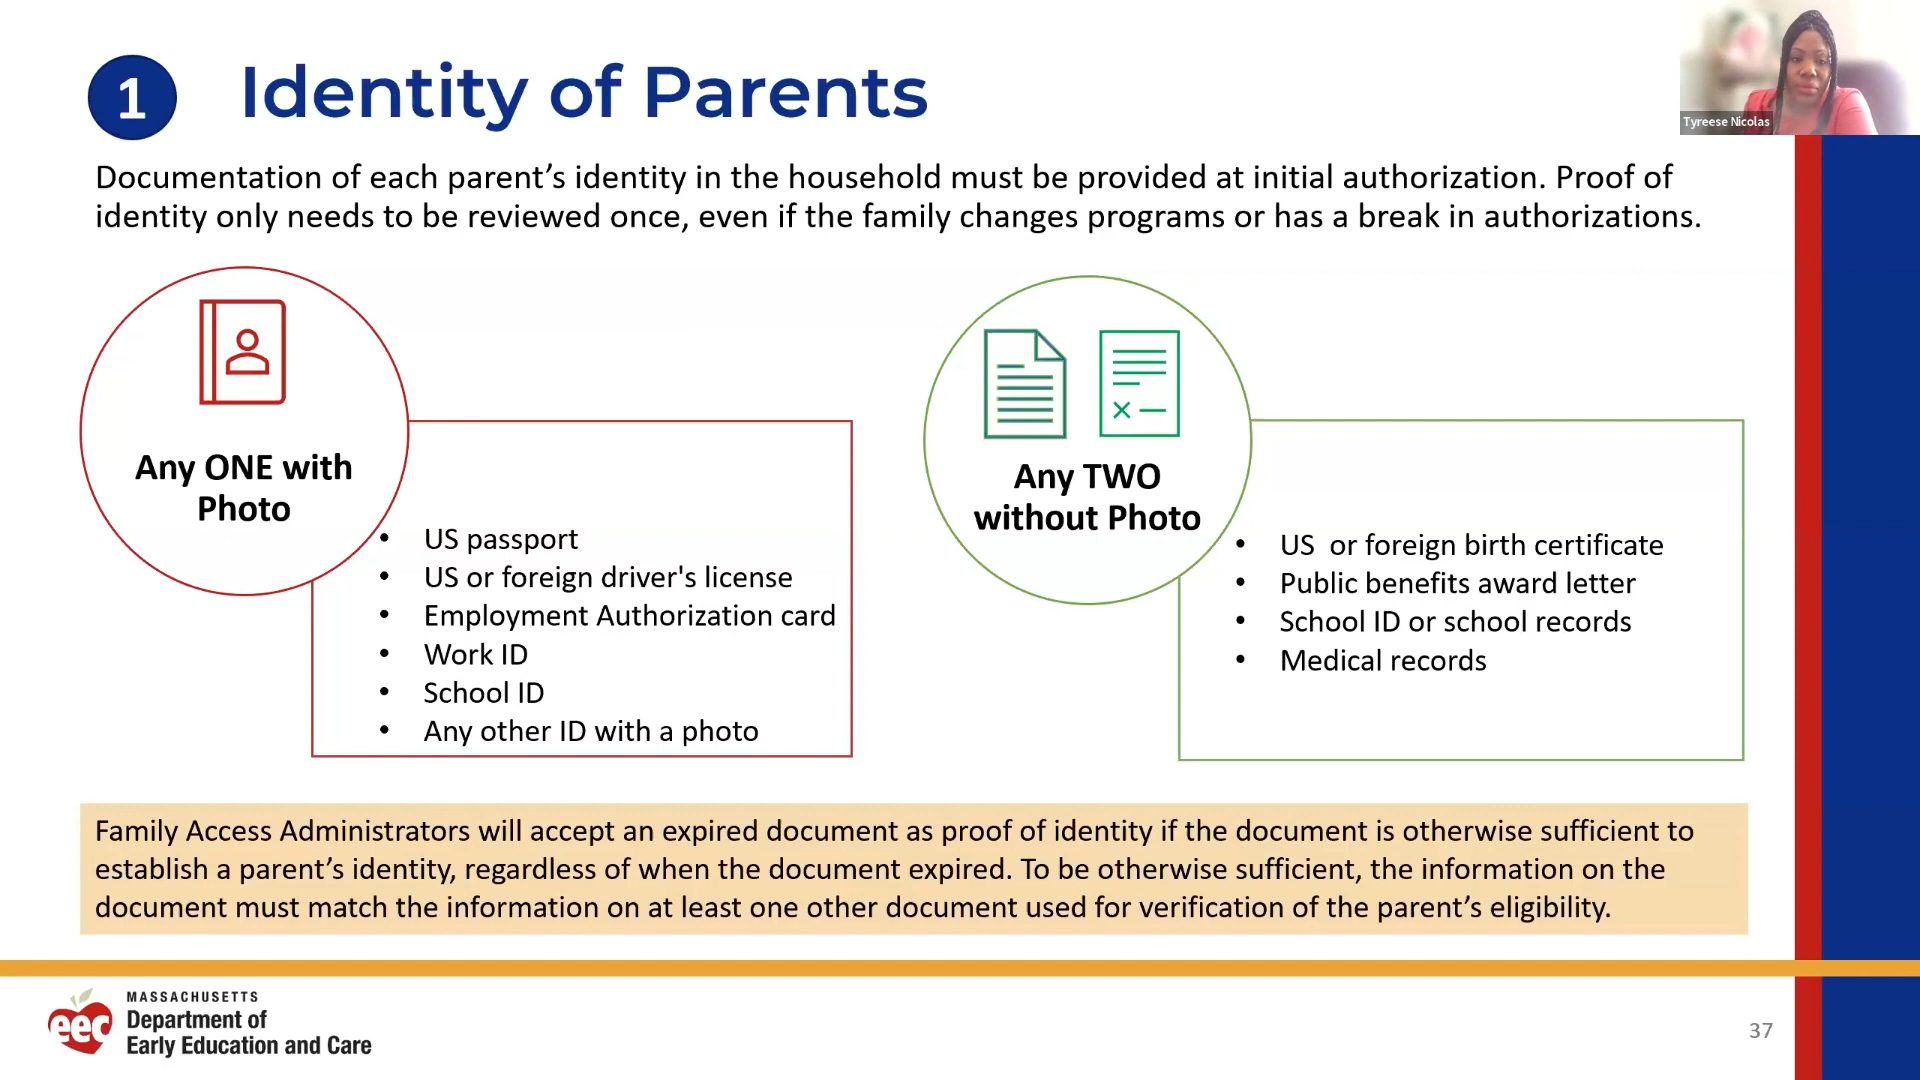 1 Identity of Parents
Tyreese Nicolas
Documentation of each parent’s identity in the household must be provided at initial authorization. Proof of
identity only needs to be reviewed once, even if the family changes programs or has a break in authorizations.
Any ONE with
Photo
• US passport
• US or foreign driver's license
• Employment Authorization card
• Work ID
• School ID
• Any other ID with a photo
Any TWO
without Photo
• US or foreign birth certificate
• Public benefits award letter
• School ID or school records
• Medical records
Family Access Administrators will accept an expired document as proof of identity if the document is otherwise sufficient to
establish a parent’s identity, regardless of when the document expired. To be otherwise sufficient, the information on the
document must match the information on at least one other document used for verification of the parent’s eligibility.
eec
MASSACHUSETTS
Department of
Early Education and Care
37